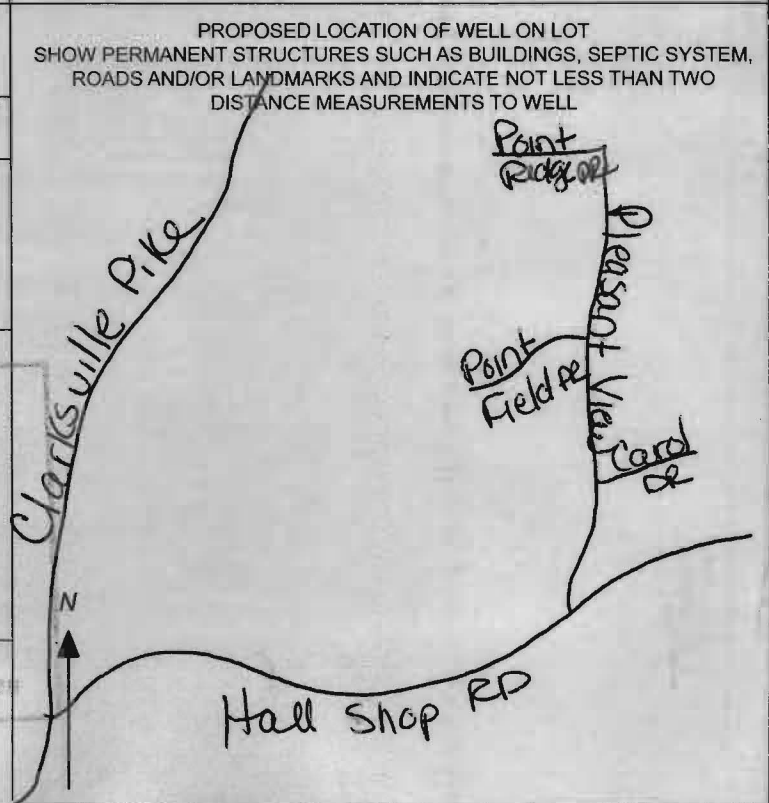 PROPOSED LOCATION OF WELL ON LOT
SHOW PERMANENT STRUCTURES SUCH AS BUILDINGS, SEPTIC SYSTEM,
ROADS AND/OR LANDMARKS AND INDICATE NOT LESS THAN TWO
DISTANCE MEASUREMENTS TO WELL
Point
Ridge DR
Pleasant View
Clarksville Pike
Point
Field DR
Carol
DR
N
Hall Shop RD